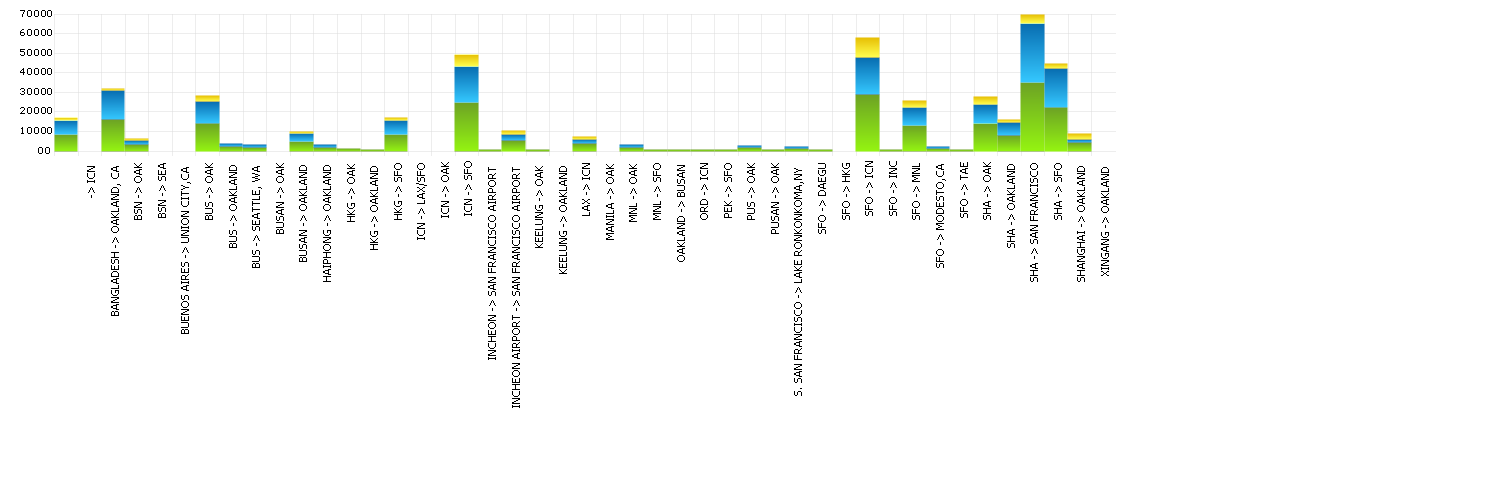 70000
60000
50000
40000
30000
20000
10000
00
-> ICN
BANGLADESH -> OAKLAND, CA
BSN -> OAK
BSN -> SEA
BUENOS AIRES -> UNION CITY,CA
BUS -> OAK
BUS -> OAKLAND
BUS -> SEATTLE, WA
BUSAN -> OAK
BUSAN -> OAKLAND
HAIPHONG -> OAKLAND
HKG -> OAK
HKG -> OAKLAND
HKG -> SFO
ICN -> LAX/SFO
ICN -> OAK
ICN -> SFO
INCHEON -> SAN FRANCISCO AIRPORT
INCHEON AIRPORT -> SAN FRANCISCO AIRPORT
KEELUNG -> OAK
KEELUNG -> OAKLAND
LAX -> ICN
MANILA -> OAK
MNL -> OAK
MNL -> SFO
OAKLAND -> BUSAN
ORD -> ICN
PEK -> SFO
PUS -> OAK
PUSAN -> OAK
S. SAN FRANCISCO -> LAKE RONKONKOMA,NY
SFO -> DAEGU
SFO -> HKG
SFO -> ICN
SFO -> INC
SFO -> MNL
SFO -> MODESTO,CA
SFO -> TAE
SHA -> OAK
SHA -> OAKLAND
SHA -> SAN FRANCISCO
SHA -> SFO
SHANGHAI -> OAKLAND
XINGANG -> OAKLAND